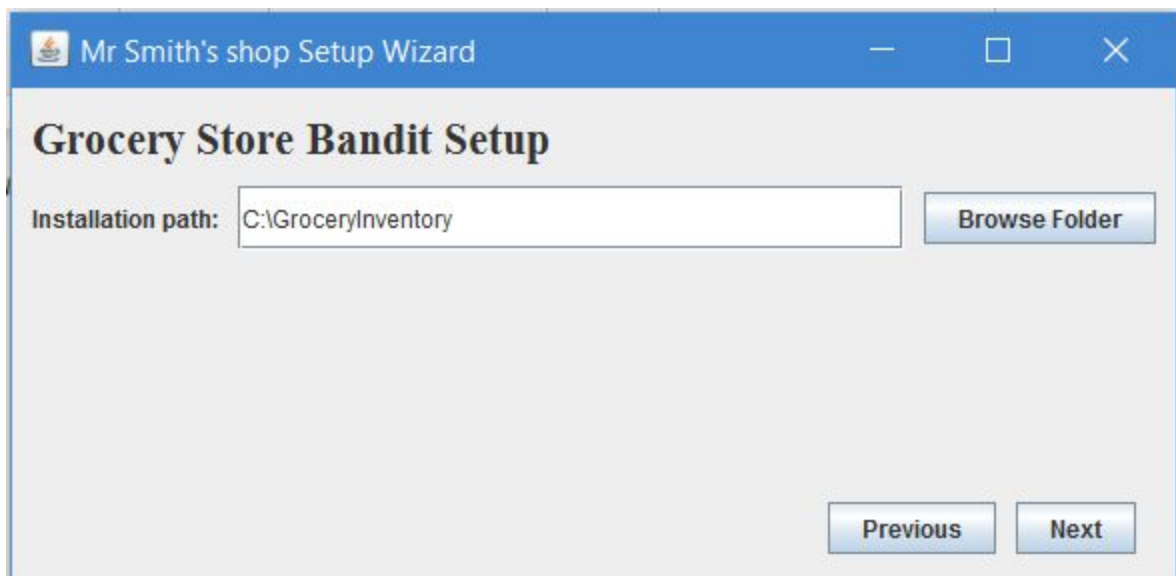 Mr Smith's shop Setup Wizard
Grocery Store Bandit Setup
Installation path: C:\GroceryInventory Browse Folder
Previous Next